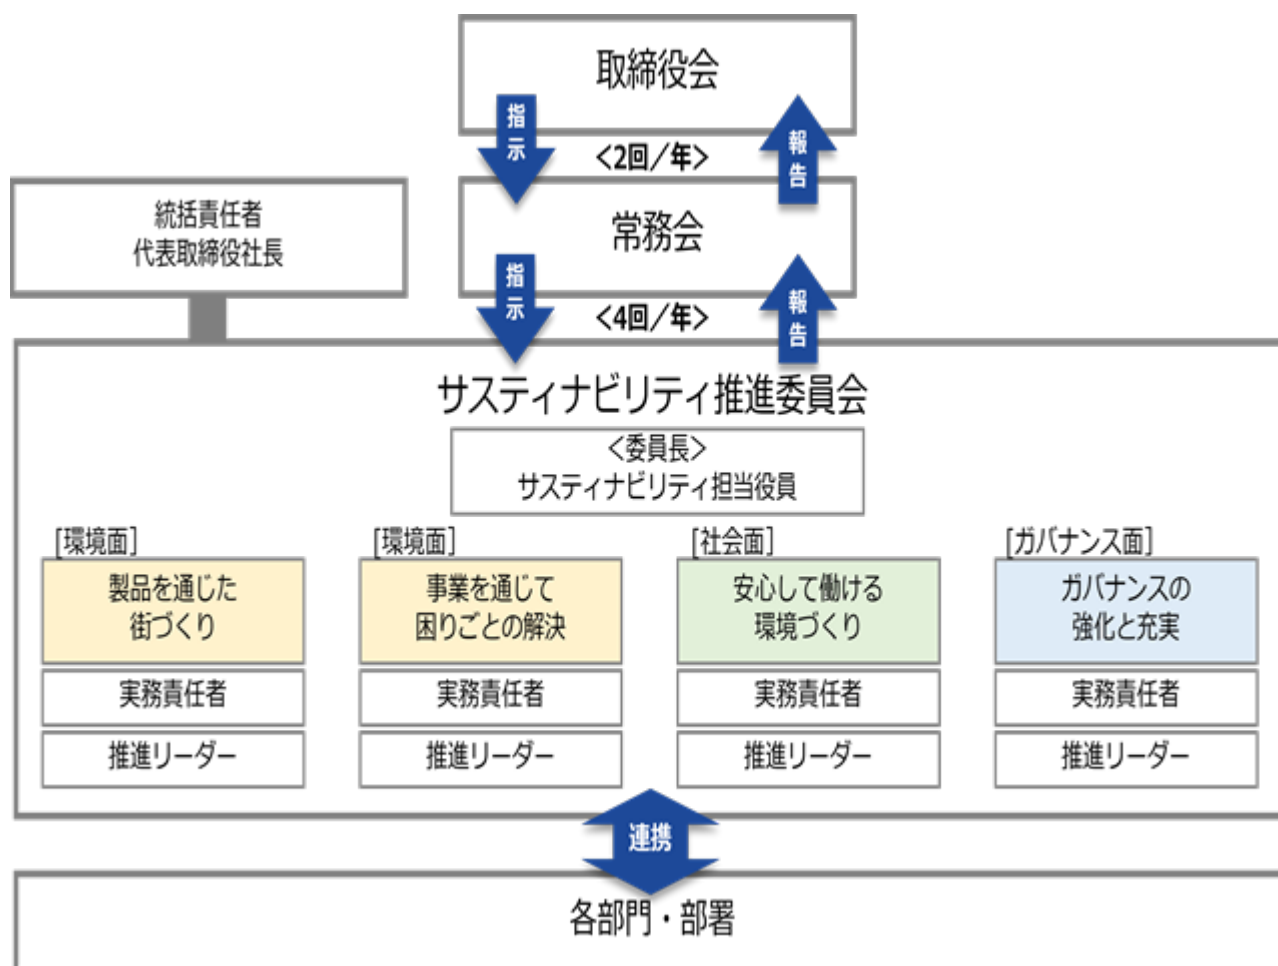 取締役会
指示
<2回/年>
報告
統括責任者
代表取締役社長
常務会
指示
<4回/年>
報告
サスティナビリティ推進委員会
<委員長>
サスティナビリティ担当役員
[環境面]
製品を通じた
街づくり
実務責任者
推進リーダー
[環境面]
事業を通じて
困りごとの解決
実務責任者
推進リーダー
[社会面]
安心して働ける
環境づくり
実務責任者
推進リーダー
[ガバナンス面]
ガバナンスの
強化と充実
実務責任者
推進リーダー
連携
各部門・部署